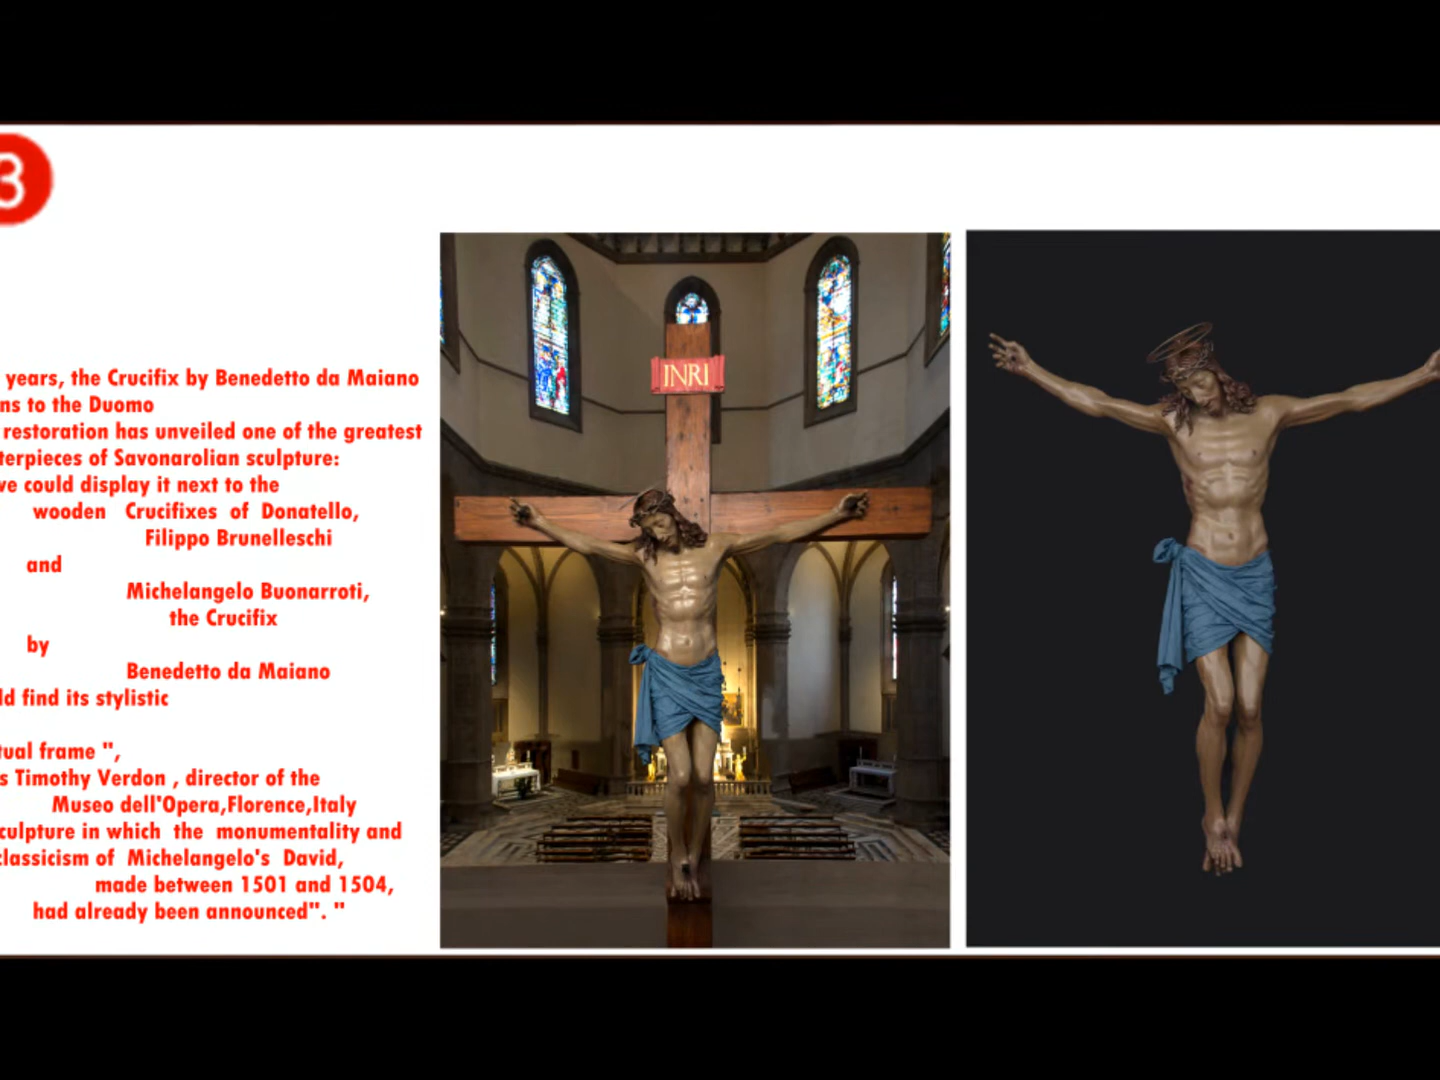 3
years, the Crucifix by Benedetto da Maiano
ns to the Duomo
restoration has unveiled one of the greatest
terpieces of Savonarolian sculpture:
ve could display it next to the
wooden Crucifixes of Donatello,
Filippo Brunelleschi
and
Michelangelo Buonarroti,
the Crucifix
by
Benedetto da Maiano
ld find its stylistic
tual frame ",
s Timothy Verdon , director of the
Museo dell'Opera,Florence,Italy
culpture in which the monumentality and
classicism of Michelangelo's David,
made between 1501 and 1504,
had already been announced". "
INRI